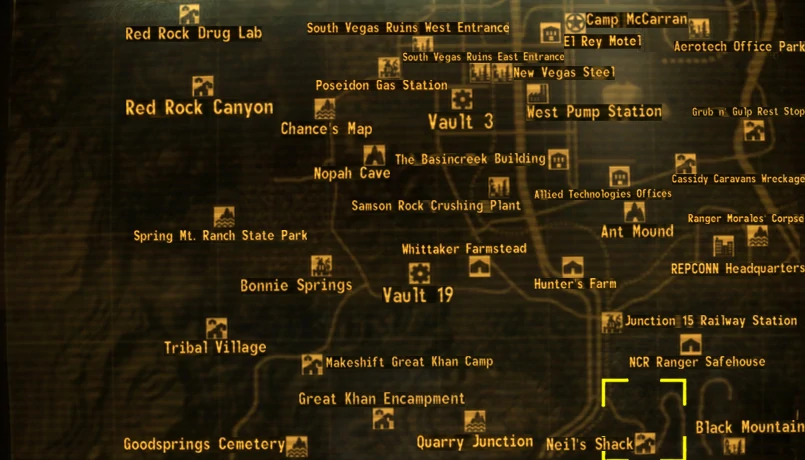 Red Rock Drug Lab
South Vegas Ruins West Entrance
Camp McCarran
El Rey Motel
Aerotech Office Park
South Vegas Ruins East Entrance
New Vegas Steel
Poseidon Gas Station
Red Rock Canyon
Chance's Map
Vault 3
West Pump Station
Grub n' Gulp Rest Stop
Nopah Cave
The Basincreek Building
Cassidy Caravans Wreckage
Allied Technologies Offices
Samson Rock Crushing Plant
Ranger Morales' Corpse
Spring Mt. Ranch State Park
Ant Mound
Whittaker Farmstead
REPCONN Headquarters
Bonnie Springs
Vault 19
Hunter's Farm
Junction 15 Railway Station
Tribal Village
Makeshift Great Khan Camp
NCR Ranger Safehouse
Great Khan Encampment
Black Mountain
Goodsprings Cemetery
Quarry Junction
Neil's Shack